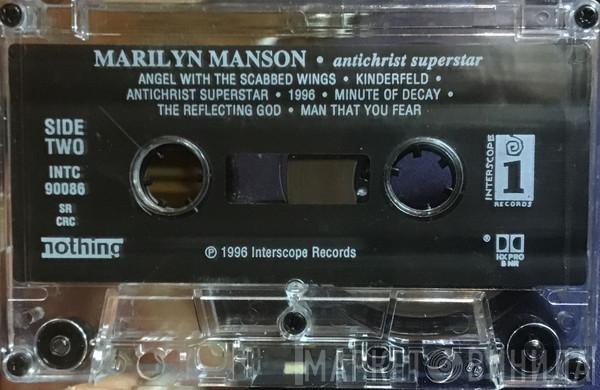 MARILYN MANSON • antichrist superstar
ANGEL WITH THE SCABBED WINGS • KINDERFELD •
ANTICHRIST SUPERSTAR • 1996 • MINUTE OF DECAY •
THE REFLECTING GOD • MAN THAT YOU FEAR
SIDE
TWO
INTC
90086
SR
CRC
nothing
INTERSCOPE
1
RECORDS
℗ 1996 Interscope Records
®
HX PRO
B NR